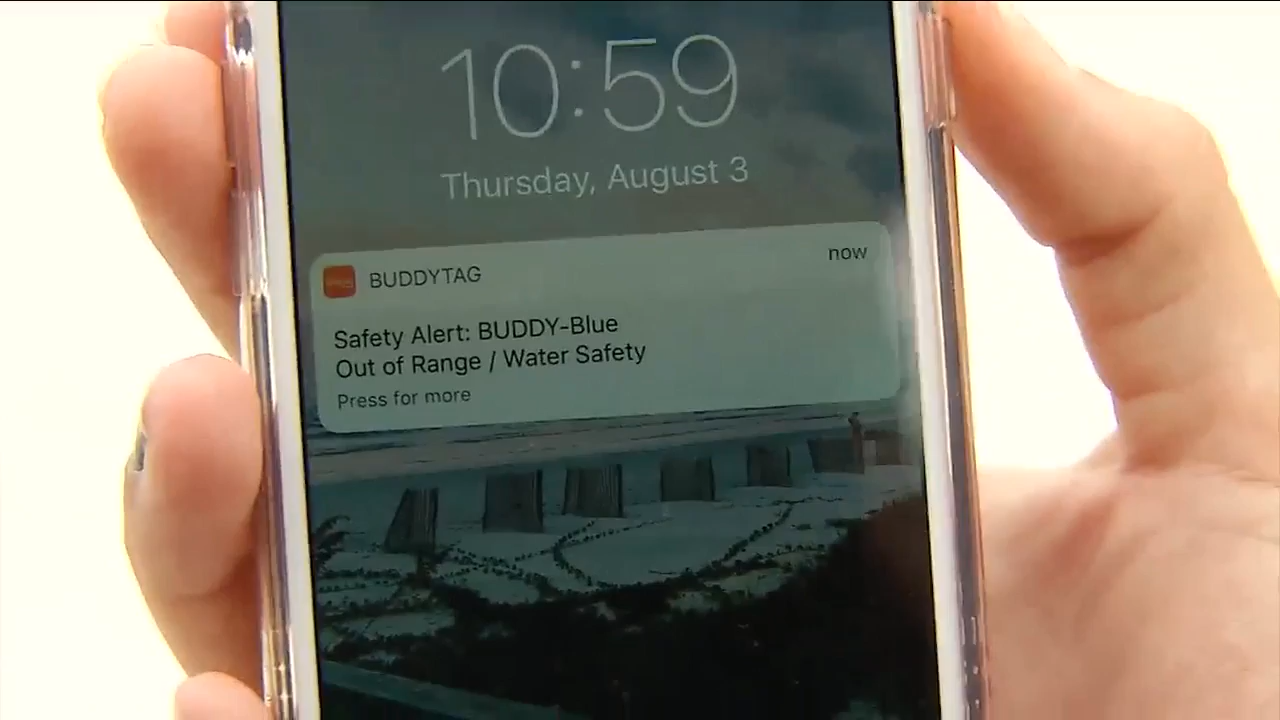 10:59
Thursday, August 3
BUDDYTAG
now
Safety Alert: BUDDY-Blue
Out of Range / Water Safety
Press for more